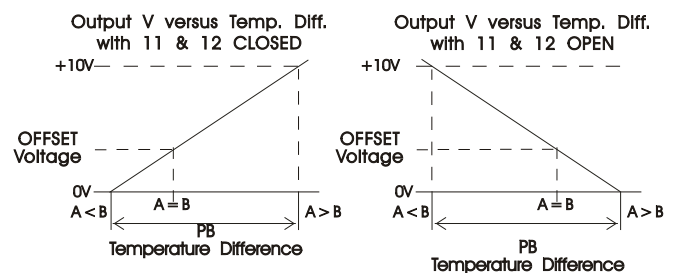 Output V versus Temp. Diff.
with 11 & 12 CLOSED
+10V
OFFSET
Voltage
0V
A < B
A = B
A > B
PB
Temperature Difference
Output V versus Temp. Diff.
with 11 & 12 OPEN
+10V
OFFSET
Voltage
0V
A < B
A = B
A > B
PB
Temperature Difference